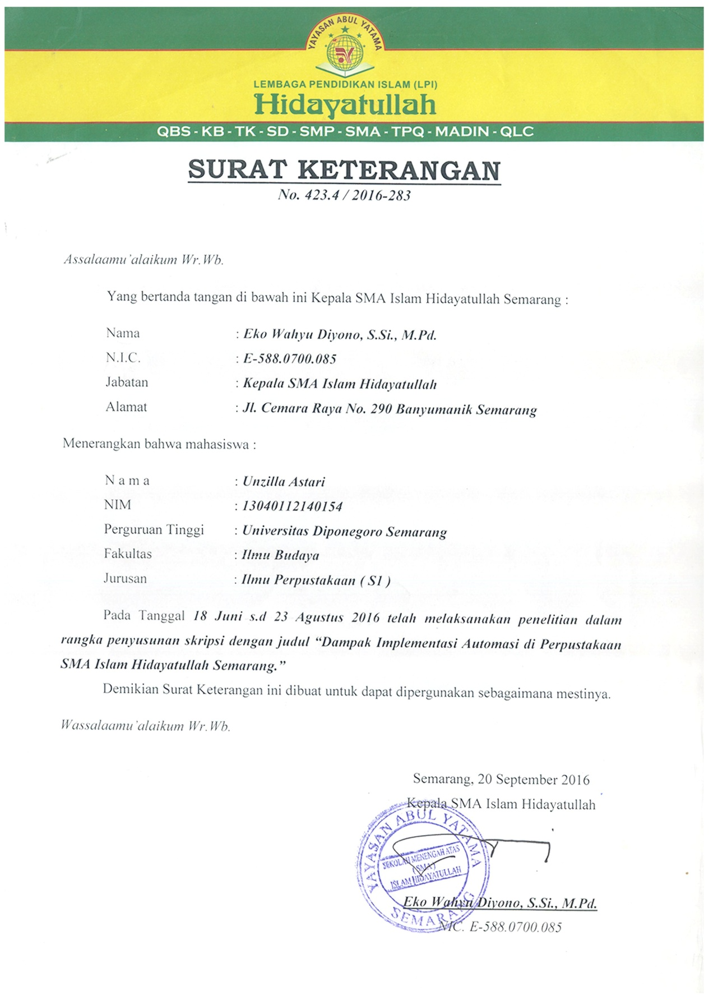 YAYASAN ABUL YATAMA
LEMBAGA PENDIDIKAN ISLAM (LPI)
Hidayatullah
QBS - KB - TK - SD - SMP - SMA - TPQ - MADIN - QLC
SURAT KETERANGAN
No. 423.4 / 2016-283
Assalaamu'alaikum Wr.Wb.
Yang bertanda tangan di bawah ini Kepala SMA Islam Hidayatullah Semarang :
Nama : Eko Wahyu Diyono, S.Si., M.Pd.
N.I.C. : E-588.0700.085
Jabatan : Kepala SMA Islam Hidayatullah
Alamat : Jl. Cemara Raya No. 290 Banyumanik Semarang
Menerangkan bahwa mahasiswa :
N a m a : Unzilla Astari
NIM : 13040112140154
Perguruan Tinggi : Universitas Diponegoro Semarang
Fakultas : Ilmu Budaya
Jurusan : Ilmu Perpustakaan ( S1 )
Pada Tanggal 18 Juni s.d 23 Agustus 2016 telah melaksanakan penelitian dalam
rangka penyusunan skripsi dengan judul “Dampak Implementasi Automasi di Perpustakaan
SMA Islam Hidayatullah Semarang.”
Demikian Surat Keterangan ini dibuat untuk dapat dipergunakan sebagaimana mestinya.
Wassalaamu'alaikum Wr.Wb.
Semarang, 20 September 2016
Kepala SMA Islam Hidayatullah
YAYASAN ABUL YATAMA
SEKOLAH MENENGAH ATAS
(SMA)
ISLAM HIDAYATULLAH
SEMARANG
Eko Wahyu Diyono, S.Si., M.Pd.
NIC. E-588.0700.085